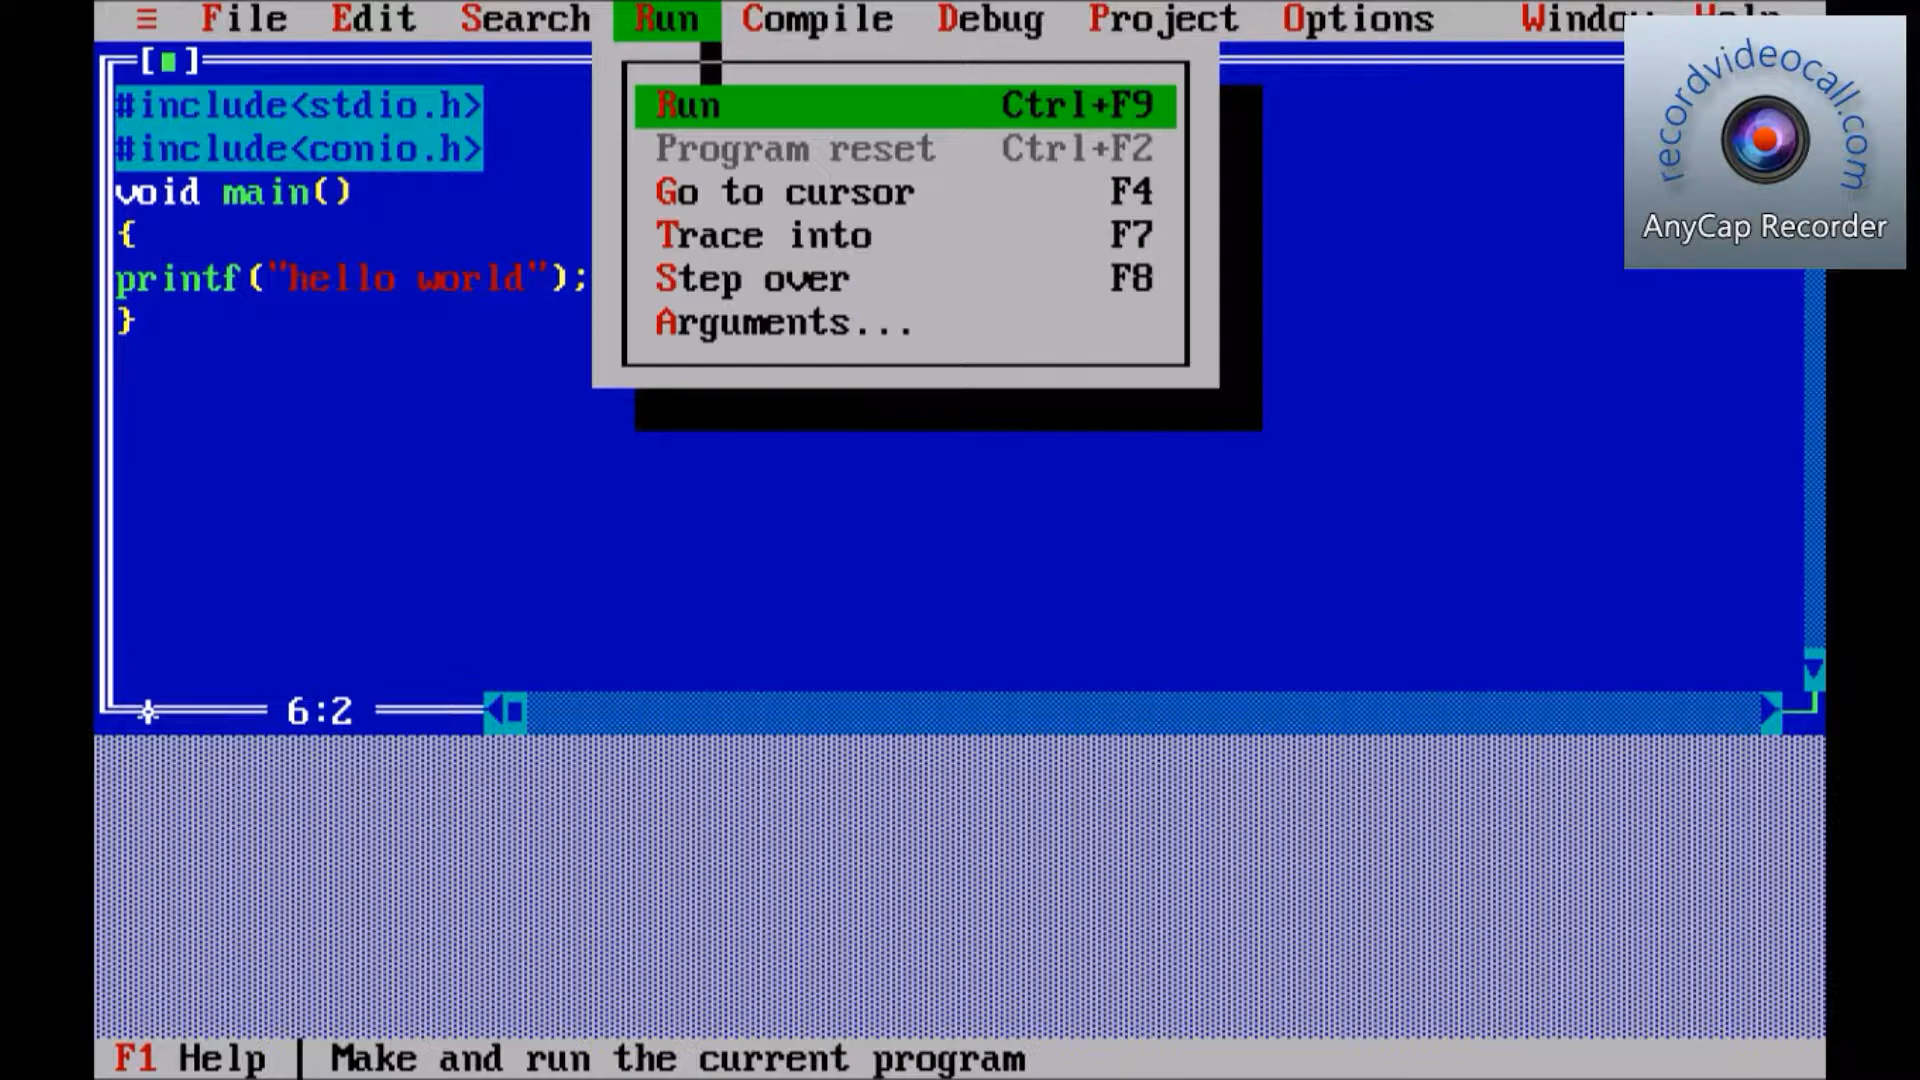 ≡ File Edit Search Run Compile Debug Project Options Window Help
[■]
#include<stdio.h>
#include<conio.h>
void main()
{
printf("hello world");
}
Run Ctrl+F9
Program reset Ctrl+F2
Go to cursor F4
Trace into F7
Step over F8
Arguments...
recordvideocall.com
AnyCap Recorder
6:2
F1 Help | Make and run the current program